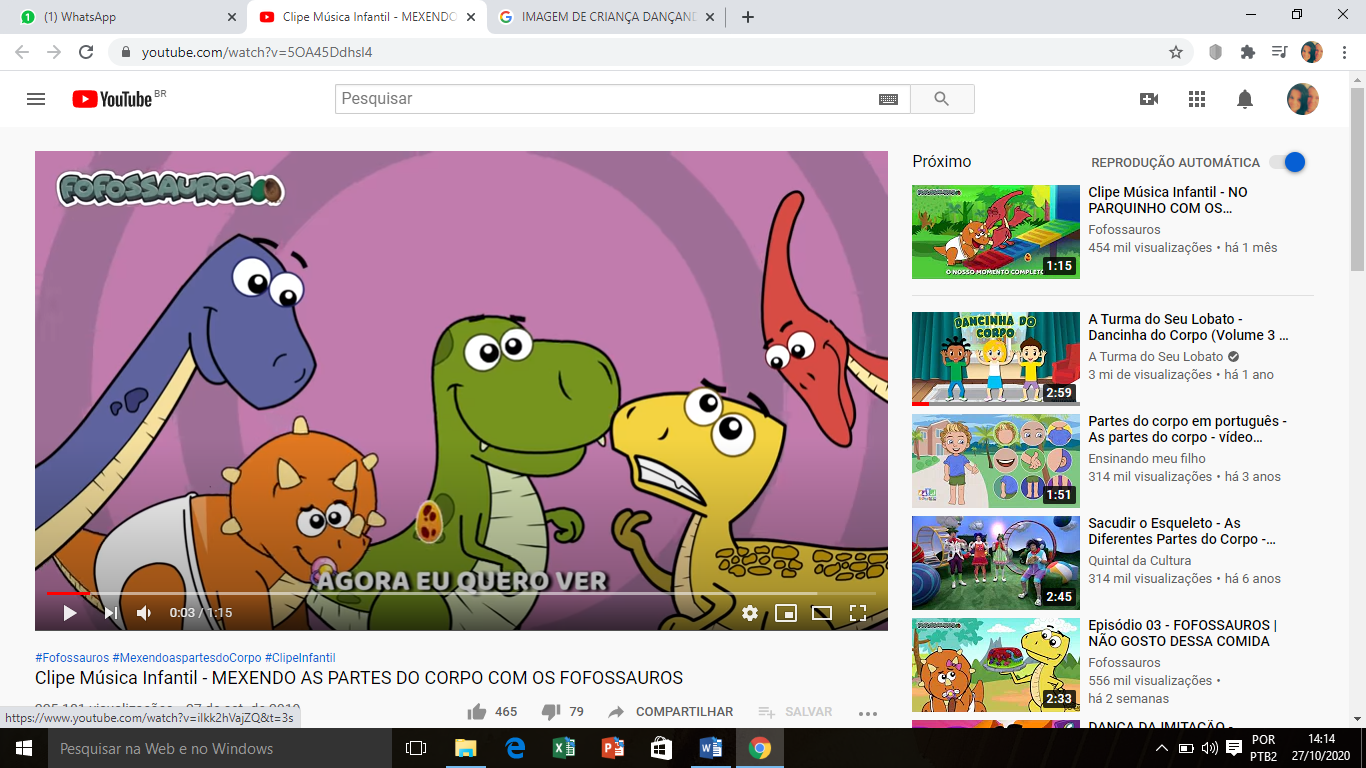 (1) WhatsApp
Clipe Música Infantil - MEXENDO
IMAGEM DE CRIANÇA DANÇAND
youtube.com/watch?v=5OA45Ddhsl4
YouTube BR
Pesquisar
FOFOSSAUROS
AGORA EU QUERO VER
0:03 / 1:15
#Fofossauros #MexendoaspartesdoCorpo #ClipeInfantil
Clipe Música Infantil - MEXENDO AS PARTES DO CORPO COM OS FOFOSSAUROS
465
79
COMPARTILHAR
SALVAR
https://www.youtube.com/watch?v=iIkk2hVajZQ&t=3s
Próximo
REPRODUÇÃO AUTOMÁTICA
O NOSSO MOMENTO COMPLETO
1:15
Clipe Música Infantil - NO
PARQUINHO COM OS...
Fofossauros
454 mil visualizações • há 1 mês
DANCINHA DO
CORPO
2:59
A Turma do Seu Lobato -
Dancinha do Corpo (Volume 3 ...
A Turma do Seu Lobato
3 mi de visualizações • há 1 ano
1:51
Partes do corpo em português -
As partes do corpo - vídeo...
Ensinando meu filho
314 mil visualizações • há 3 anos
2:45
Sacudir o Esqueleto - As
Diferentes Partes do Corpo -...
Quintal da Cultura
314 mil visualizações • há 6 anos
2:33
Episódio 03 - FOFOSSAUROS |
NÃO GOSTO DESSA COMIDA
Fofossauros
556 mil visualizações •
há 2 semanas
DANÇA DA IMITAÇÃO -
Pesquisar na Web e no Windows
POR
PTB2
14:14
27/10/2020